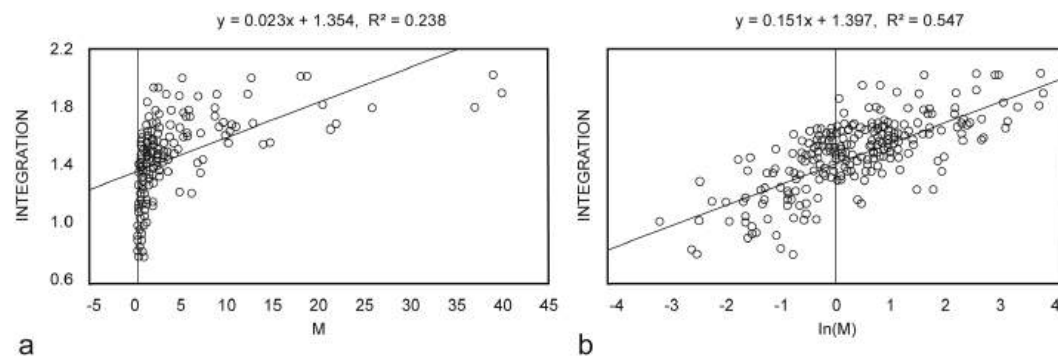 y = 0.023x + 1.354, R² = 0.238
INTEGRATION
2.2
1.8
1.4
1.0
0.6
-5 0 5 10 15 20 25 30 35 40 45
M
a
y = 0.151x + 1.397, R² = 0.547
INTEGRATION
-4 -3 -2 -1 0 1 2 3 4
ln(M)
b